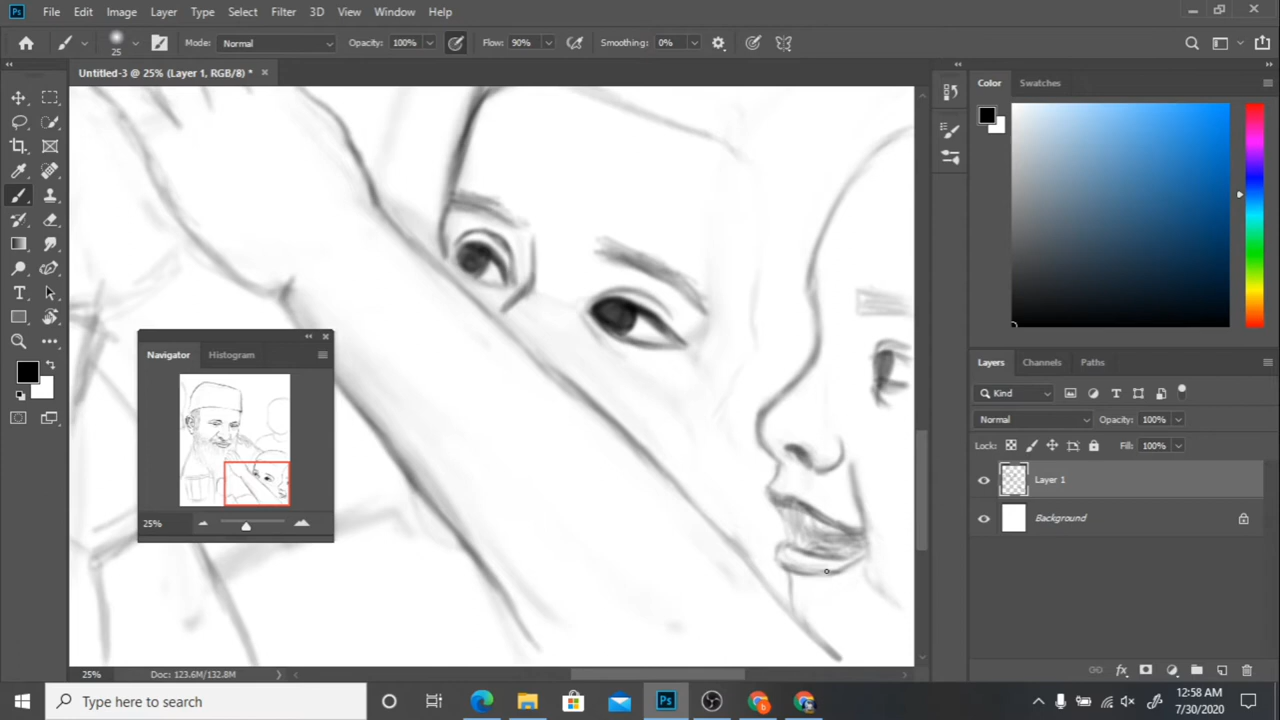 Ps File Edit Image Layer Type Select Filter 3D View Window Help
25 Mode: Normal Opacity: 100% Flow: 90% Smoothing: 0%
Untitled-3 @ 25% (Layer 1, RGB/8) *
Color Swatches
Navigator Histogram
25%
Layers Channels Paths
Kind
Normal Opacity: 100%
Lock: Fill: 100%
Layer 1
Background
25% Doc: 123.6M/132.8M
Type here to search
Ps
12:58 AM
7/30/2020